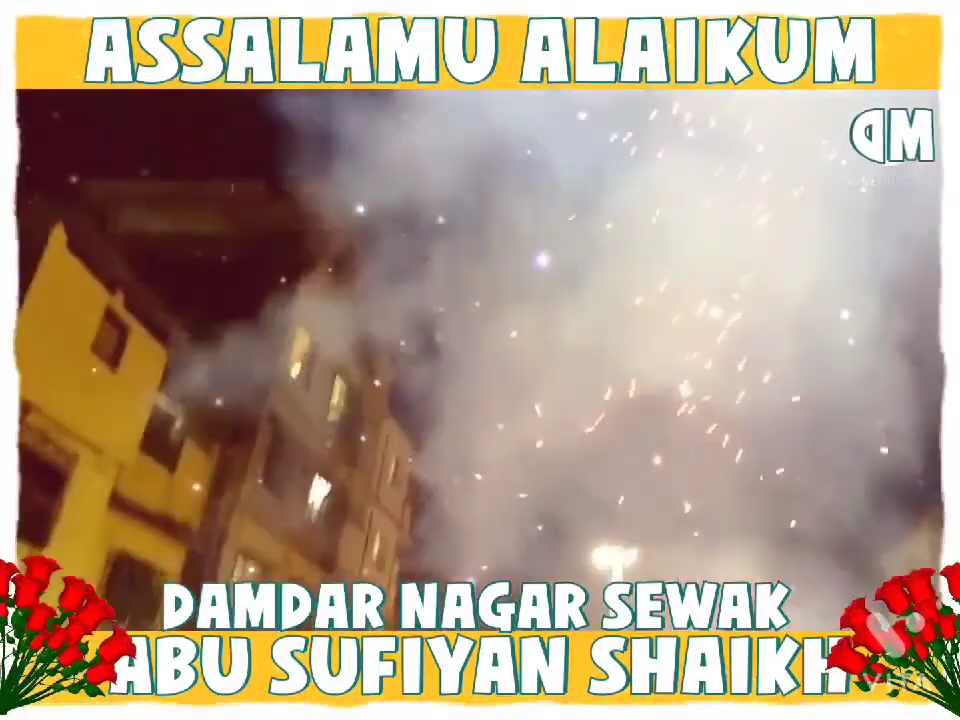 ASSALAMU ALAIKUM
DM
DAMDAR NAGAR SEWAK
ABU SUFIYAN SHAIKH